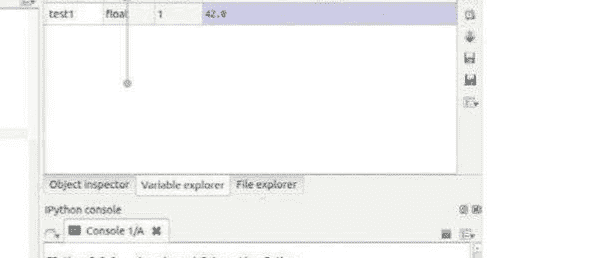 test1 float 1 42.0
Object inspector Variable explorer File explorer
IPython console
Console 1/A